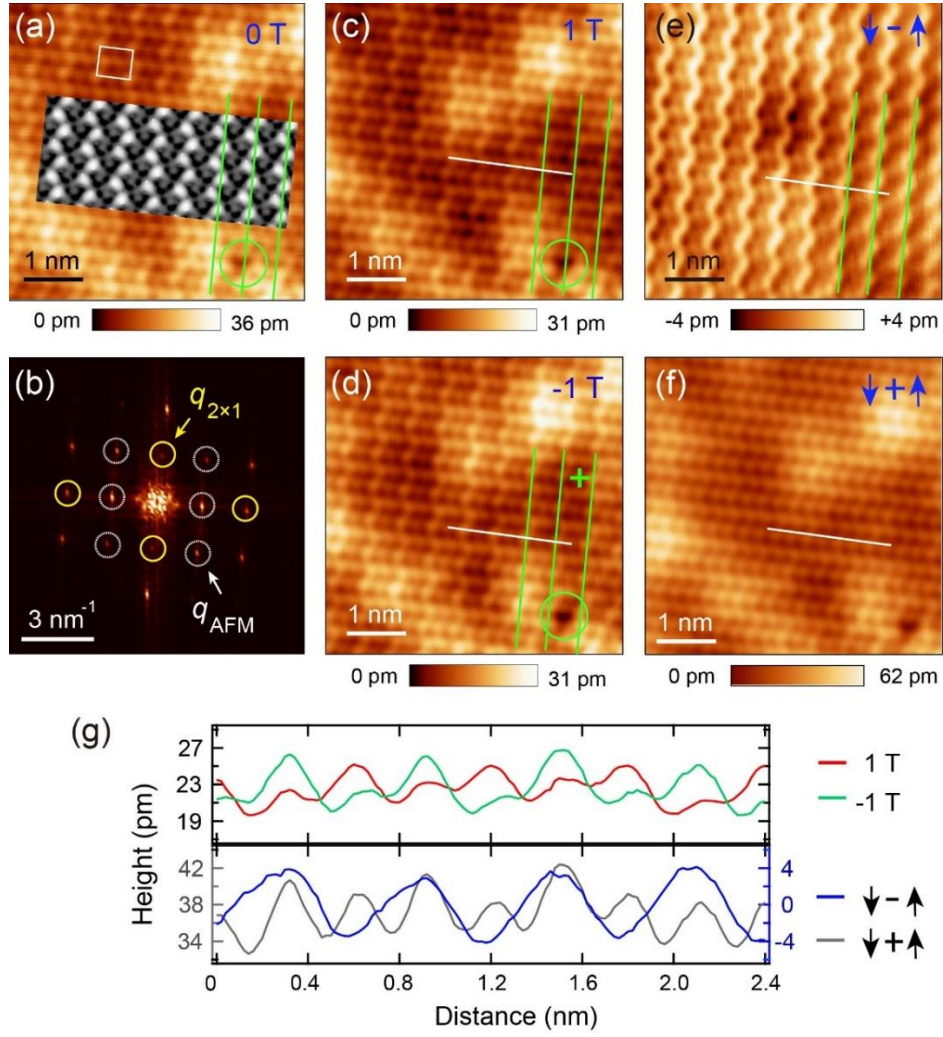 (a) 0 T
1 nm
0 pm 36 pm
(c) 1 T
1 nm
0 pm 31 pm
(e) ↓ - ↑
1 nm
-4 pm +4 pm
(b)
q2×1
qAFM
3 nm-1
(d) -1 T
+
1 nm
0 pm 31 pm
(f) ↓ + ↑
1 nm
0 pm 62 pm
(g)
Height (pm)
27
23
19
1 T
-1 T
42
38
34
4
0
-4
↓ - ↑
↓ + ↑
0 0.4 0.8 1.2 1.6 2.0 2.4
Distance (nm)